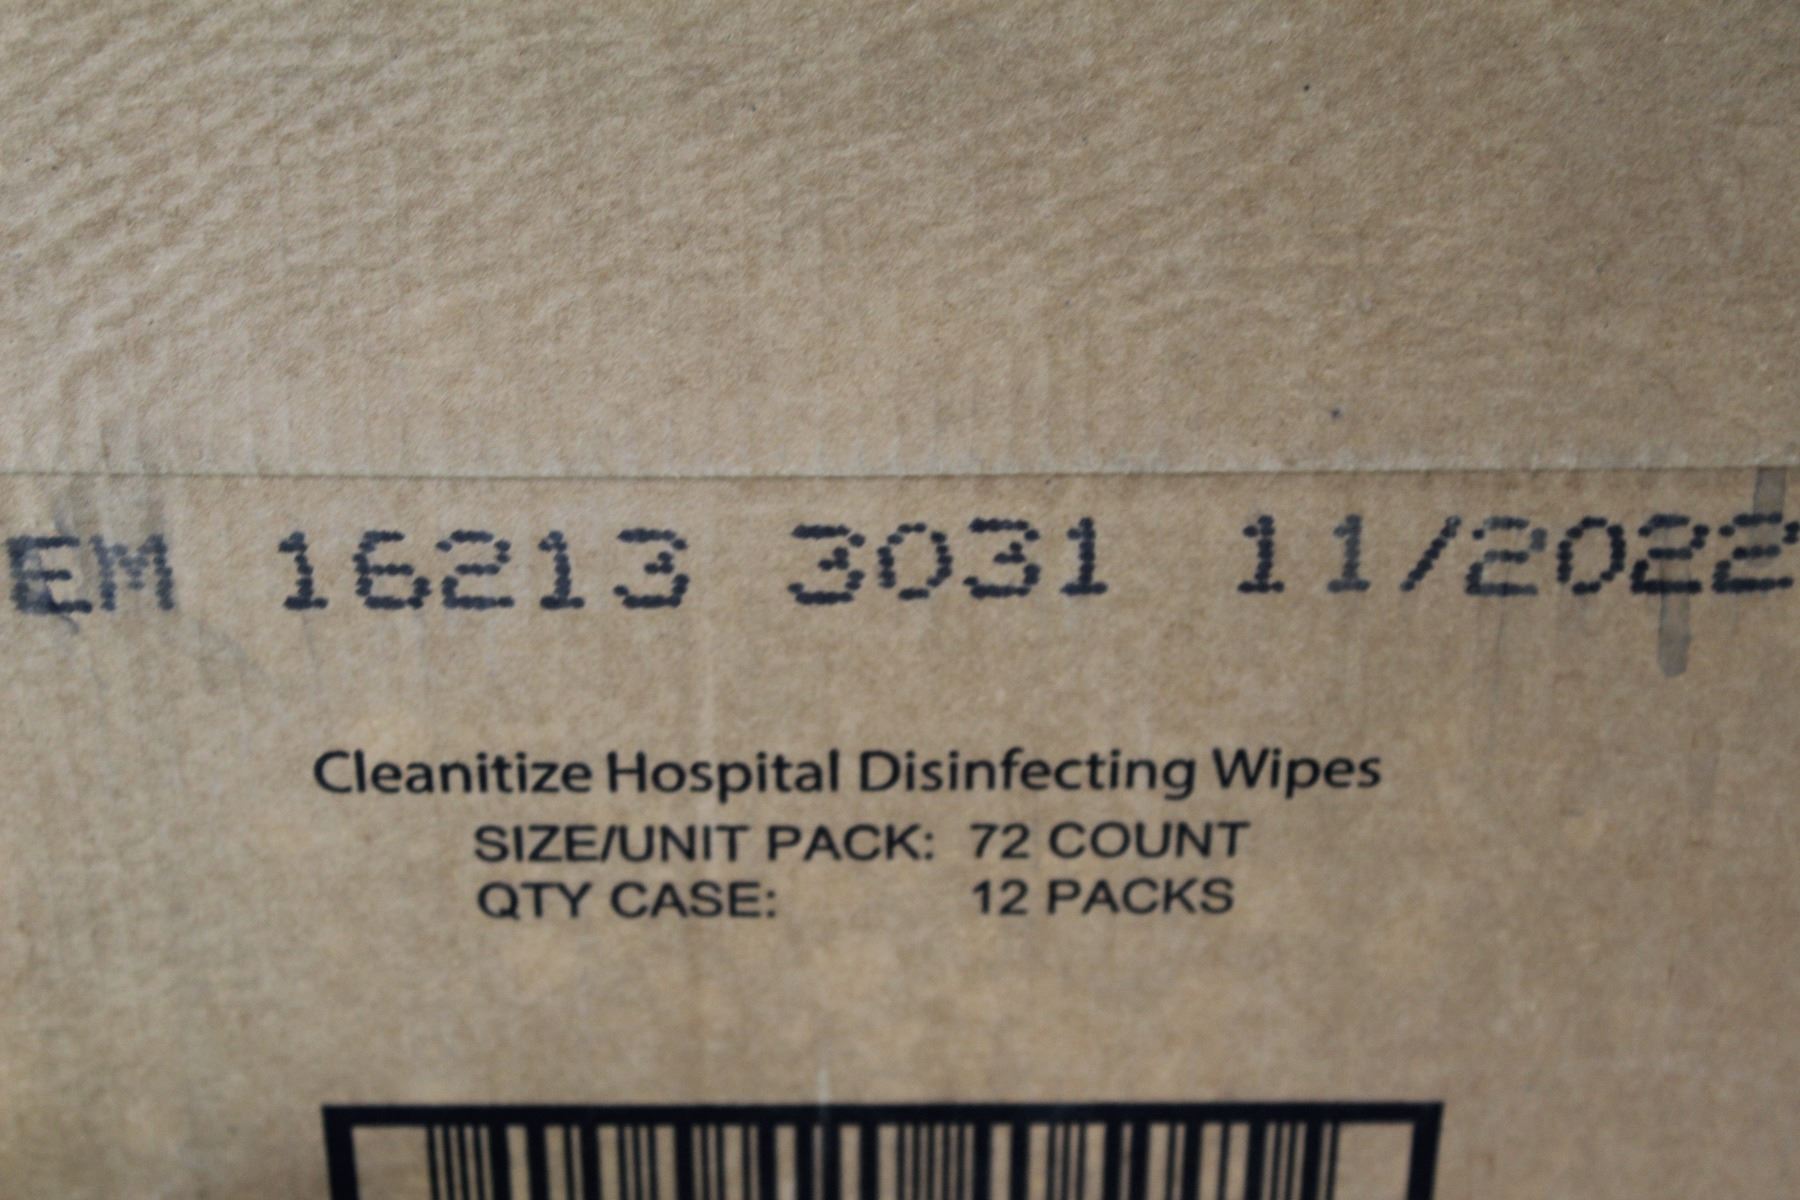 EM 16213 3031 11/2022
Cleanitize Hospital Disinfecting Wipes
SIZE/UNIT PACK: 72 COUNT
QTY CASE: 12 PACKS